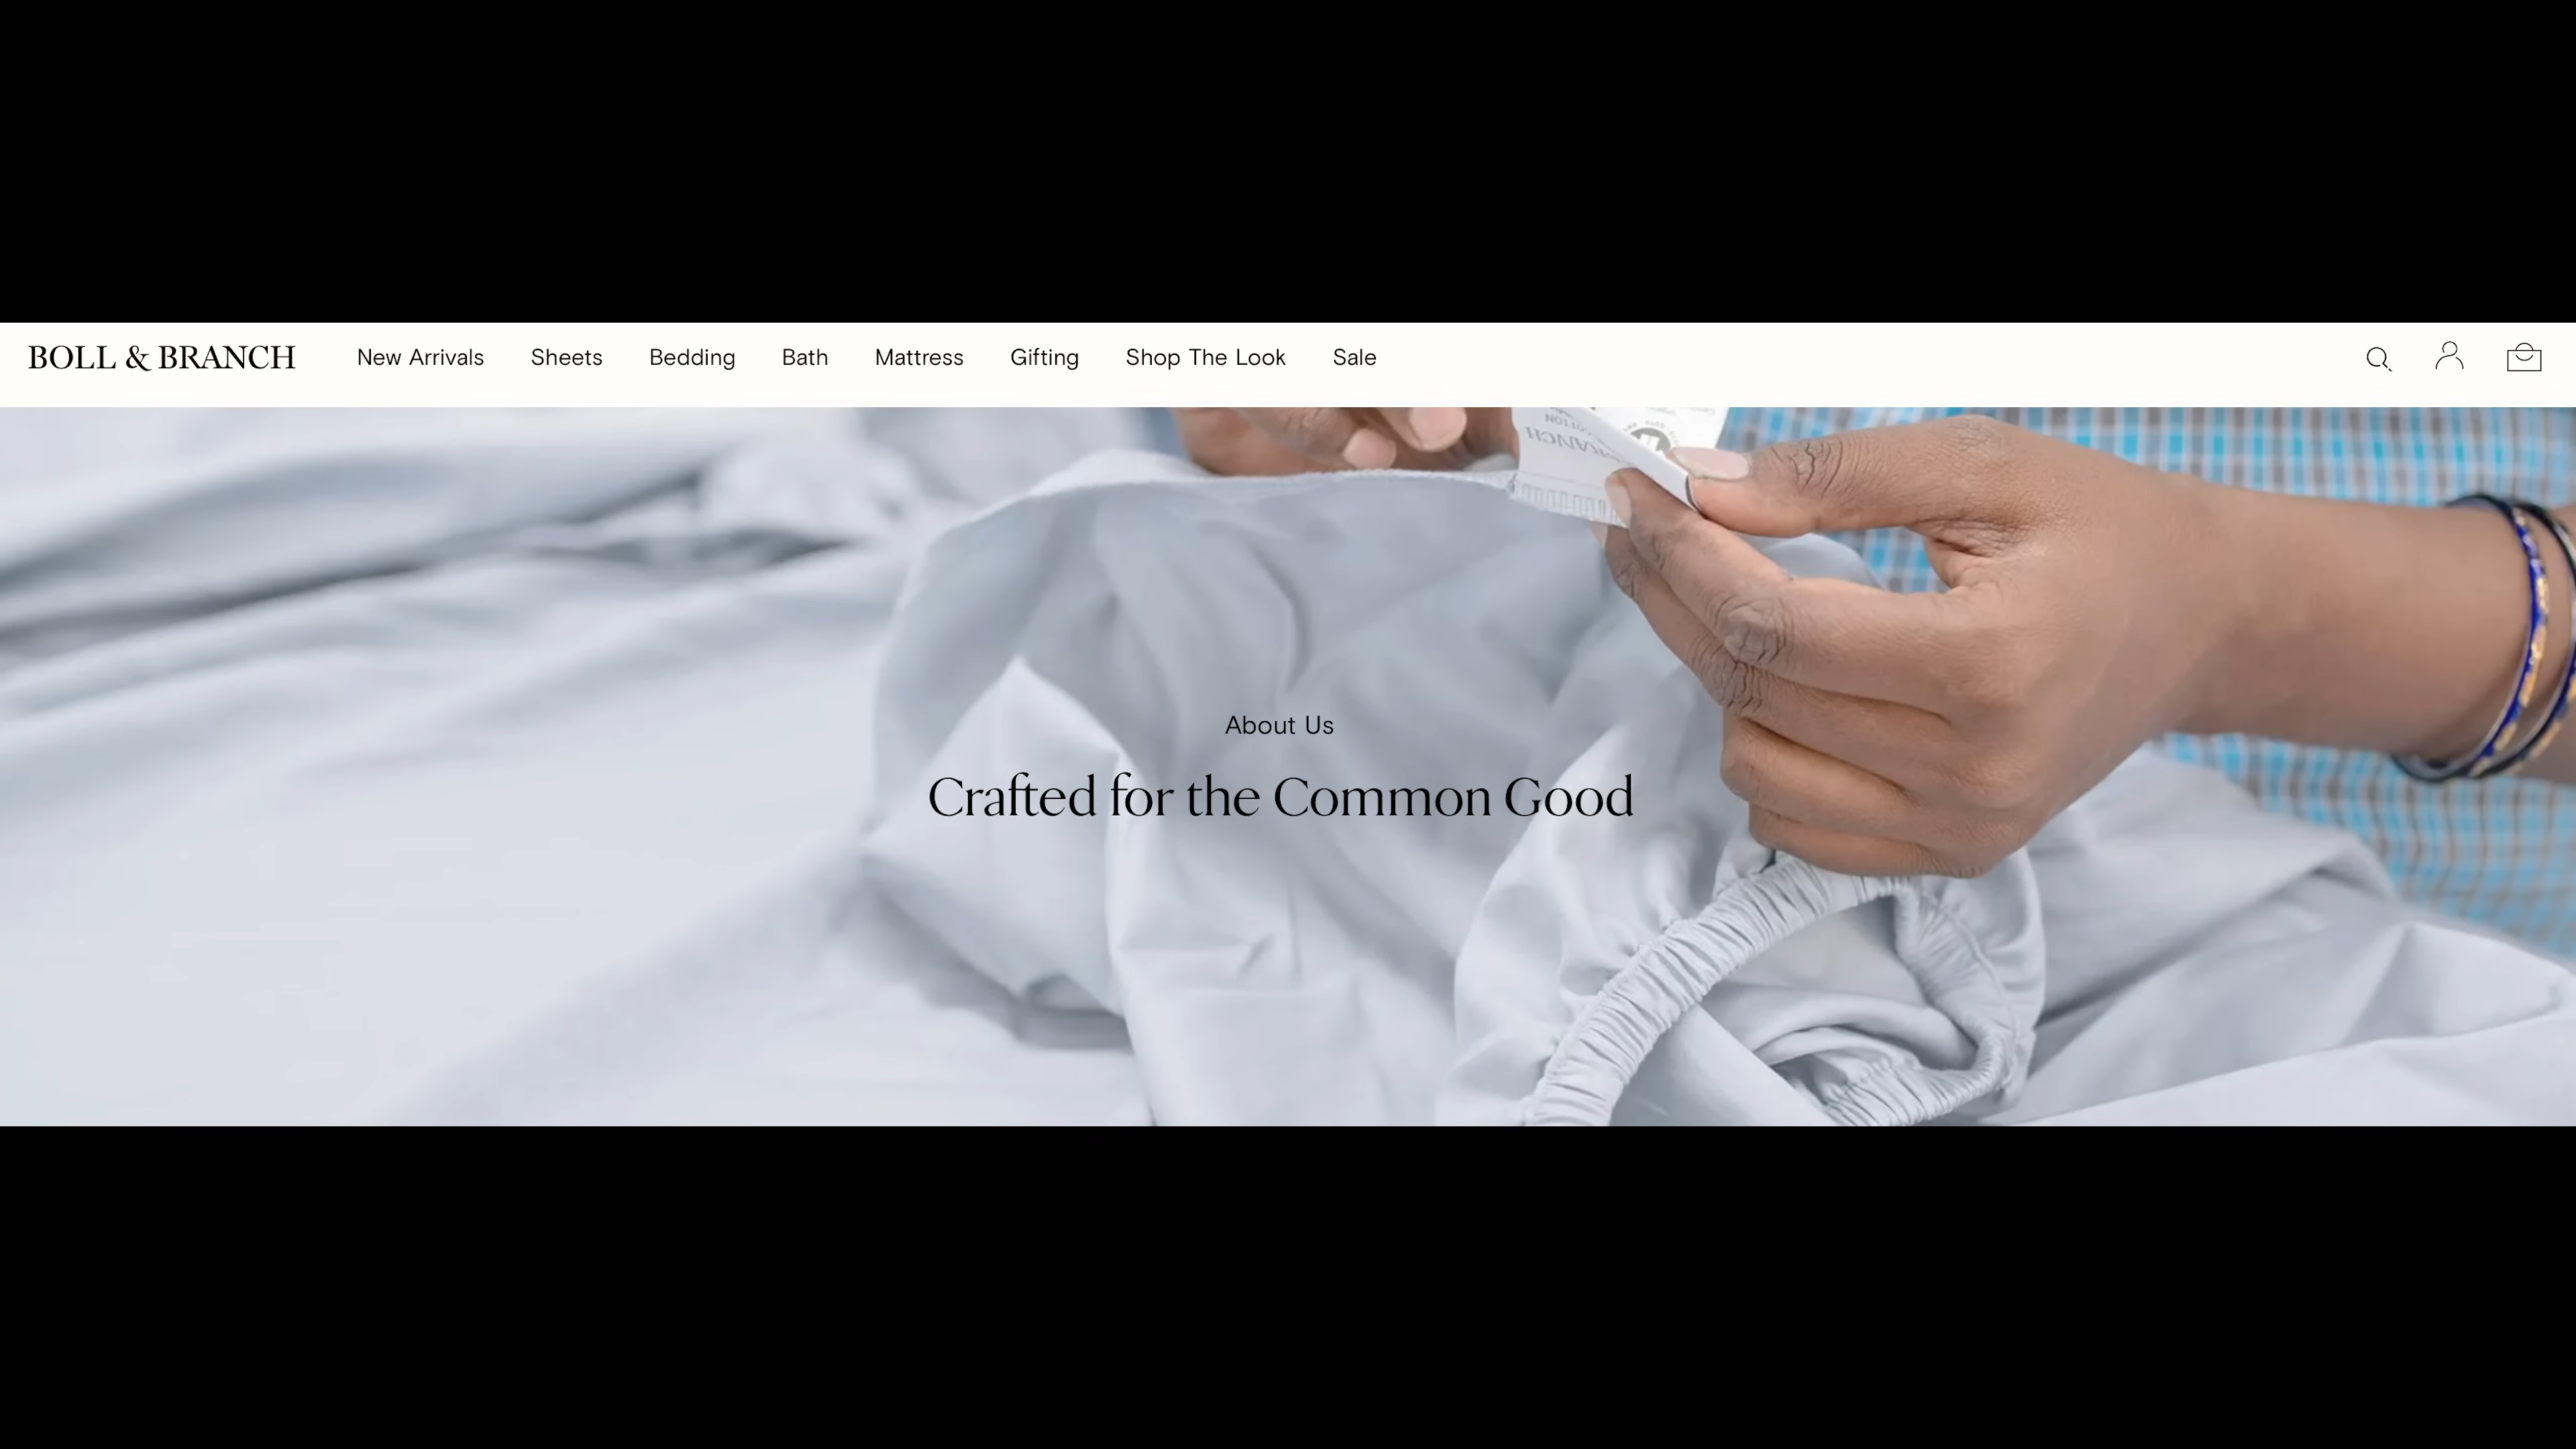 BOLL & BRANCH New Arrivals Sheets Bedding Bath Mattress Gifting Shop The Look Sale
About Us
Crafted for the Common Good